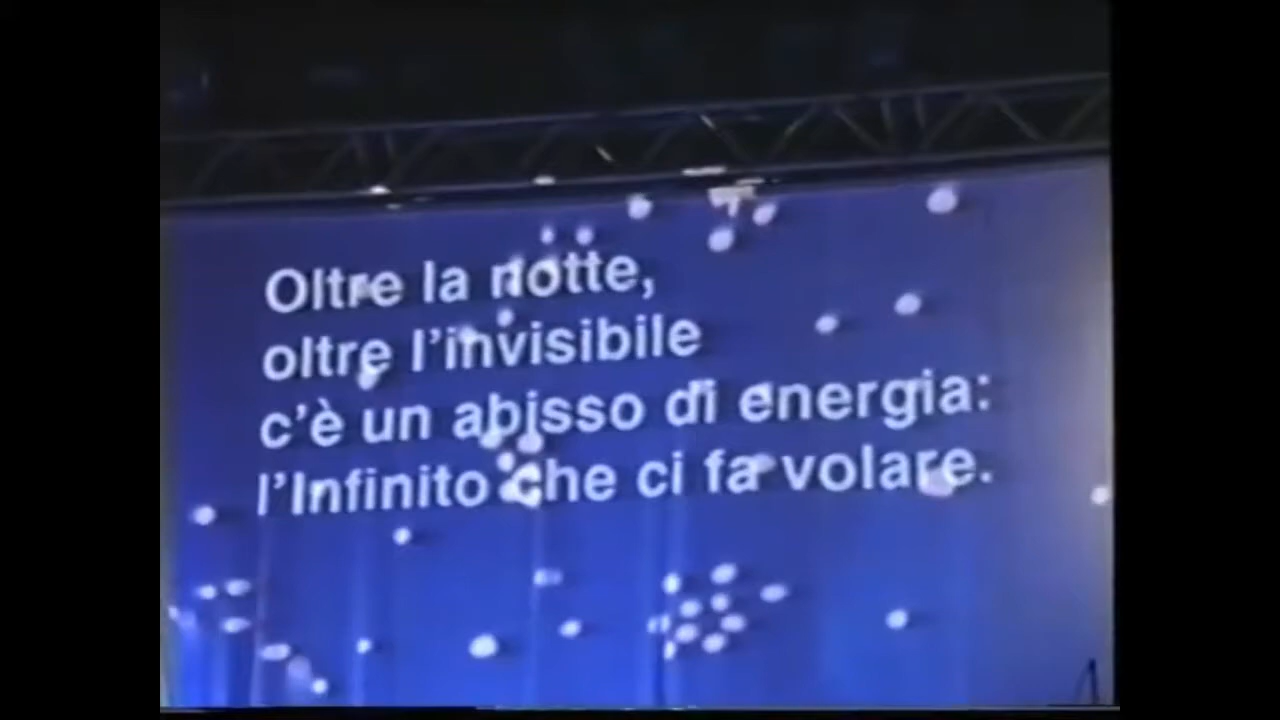 Oltre la notte,
oltre l'invisibile
c'è un abisso di energia:
l'Infinito che ci fa volare.